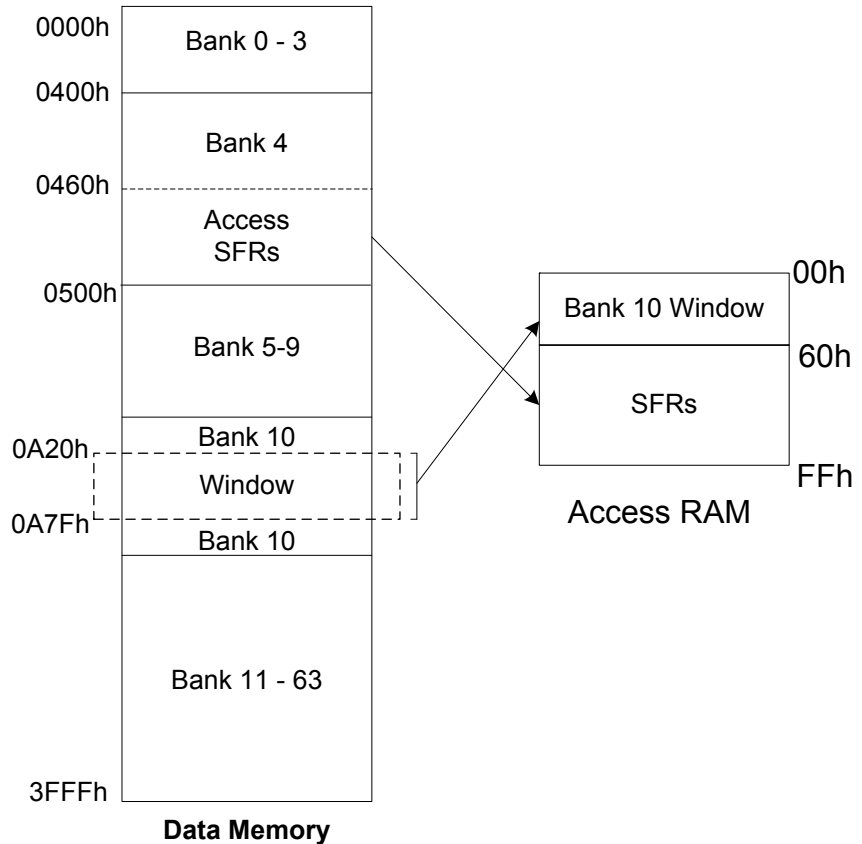 0000h
Bank 0 - 3
0400h
Bank 4
0460h
Access
SFRs
0500h
Bank 5-9
Bank 10
0A20h
Window
0A7Fh
Bank 10
Bank 11 - 63
3FFFh
Data Memory
00h
Bank 10 Window
60h
SFRs
FFh
Access RAM